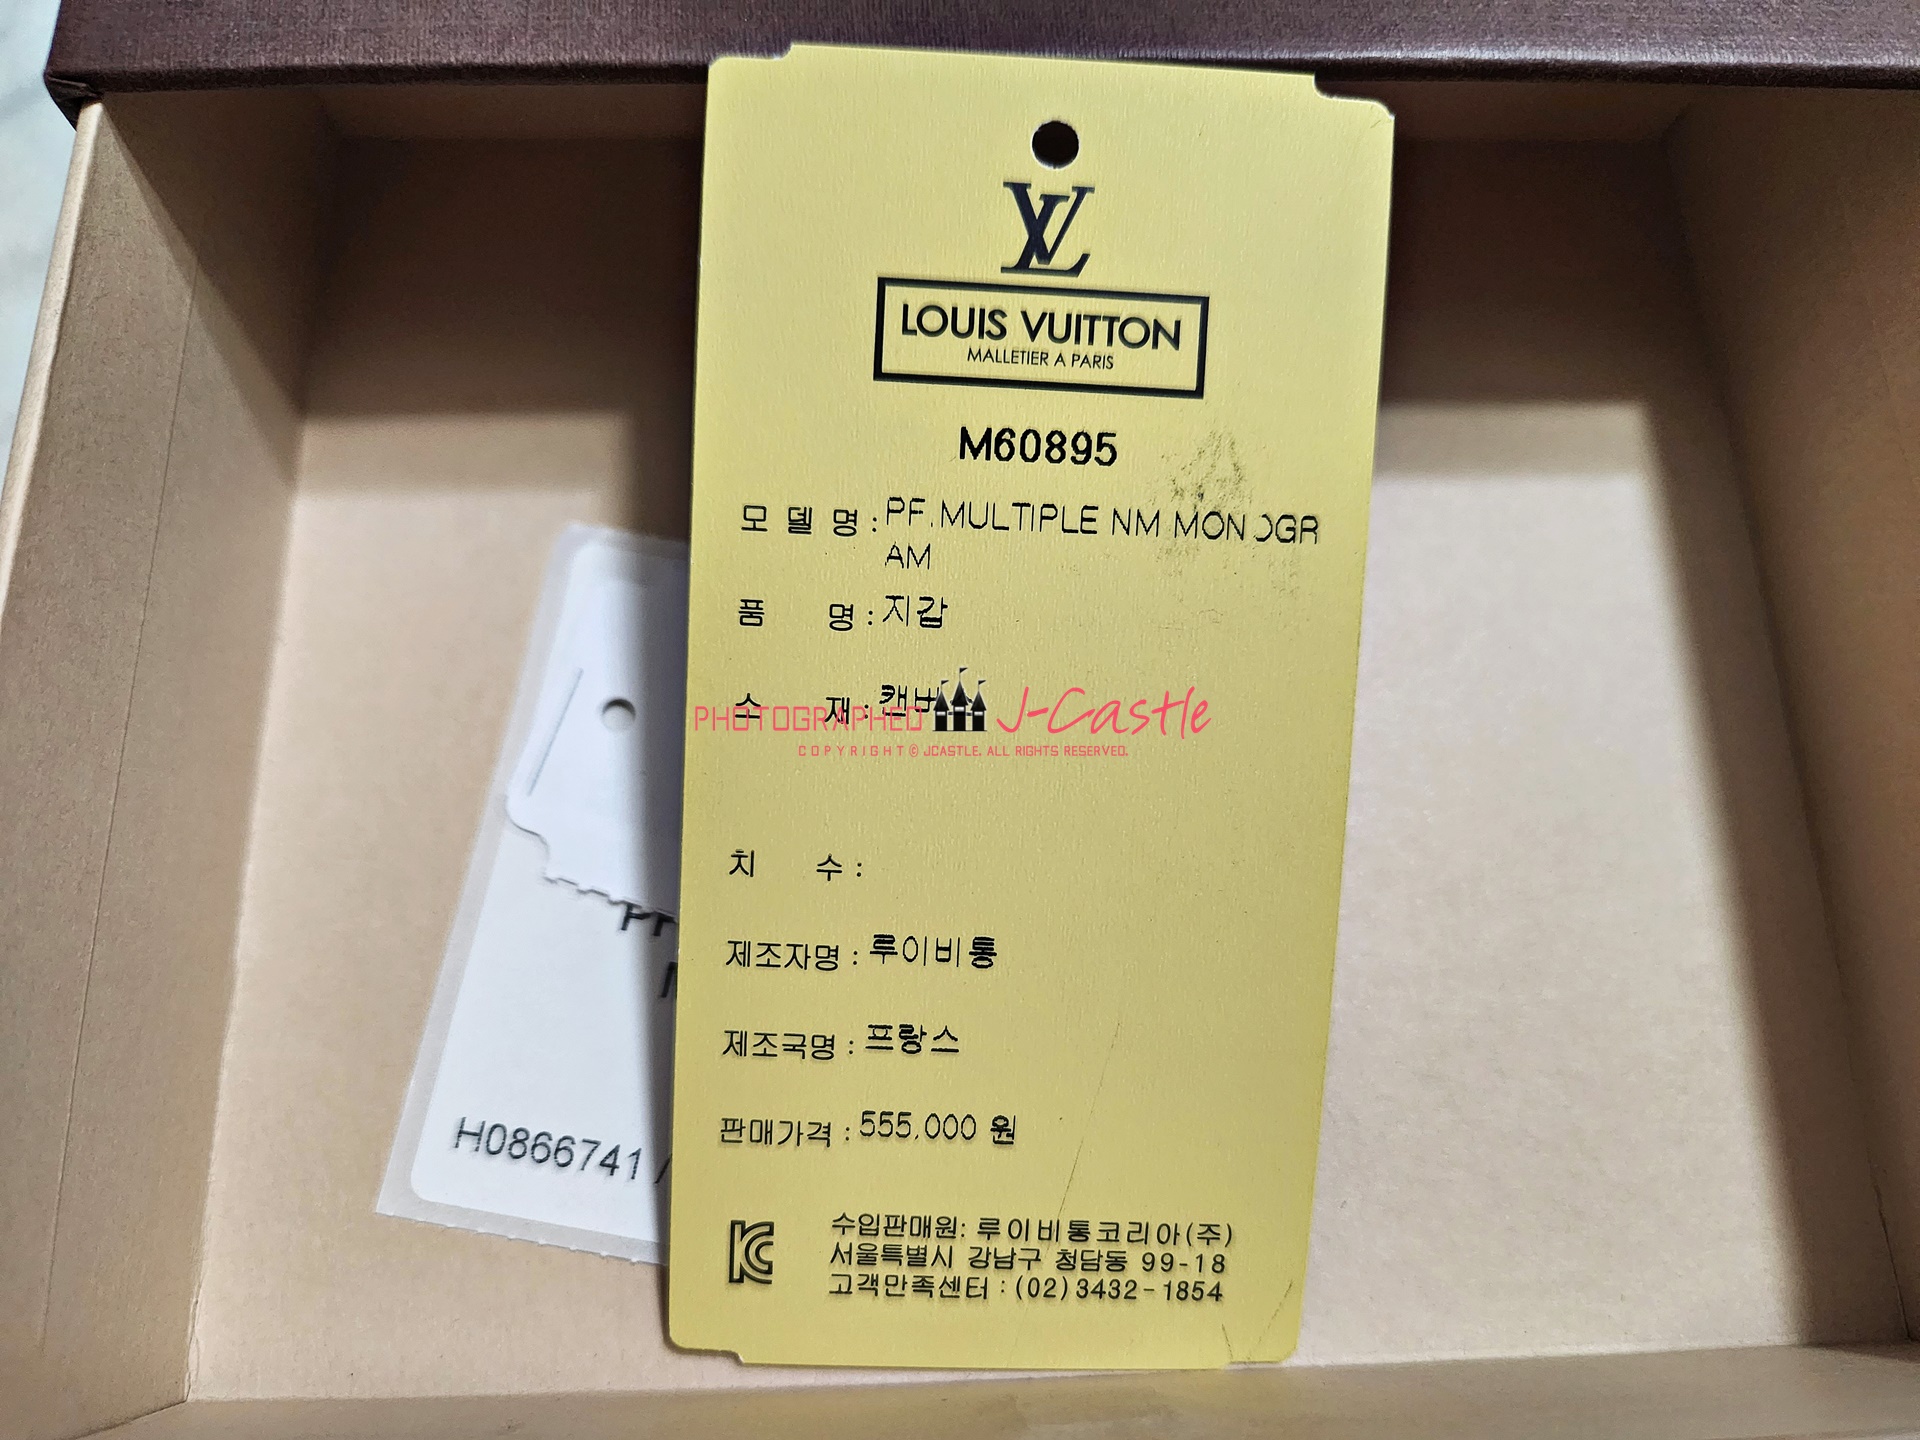 LV
LOUIS VUITTON
MALLETIER A PARIS
M60895
모 델 명 : PF.MULTIPLE NM MONOGR
AM
품 명 : 지갑
소 재 :
PHOTOGRAPHED J-Castle
COPYRIGHT © JCASTLE. ALL RIGHTS RESERVED.
치 수 :
제조자명 : 루이비통
제조국명 : 프랑스
판매가격 : 555,000 원
수입판매원: 루이비통코리아(주)
서울특별시 강남구 청담동 99-18
고객만족센터 : (02)3432-1854
H0866741 /